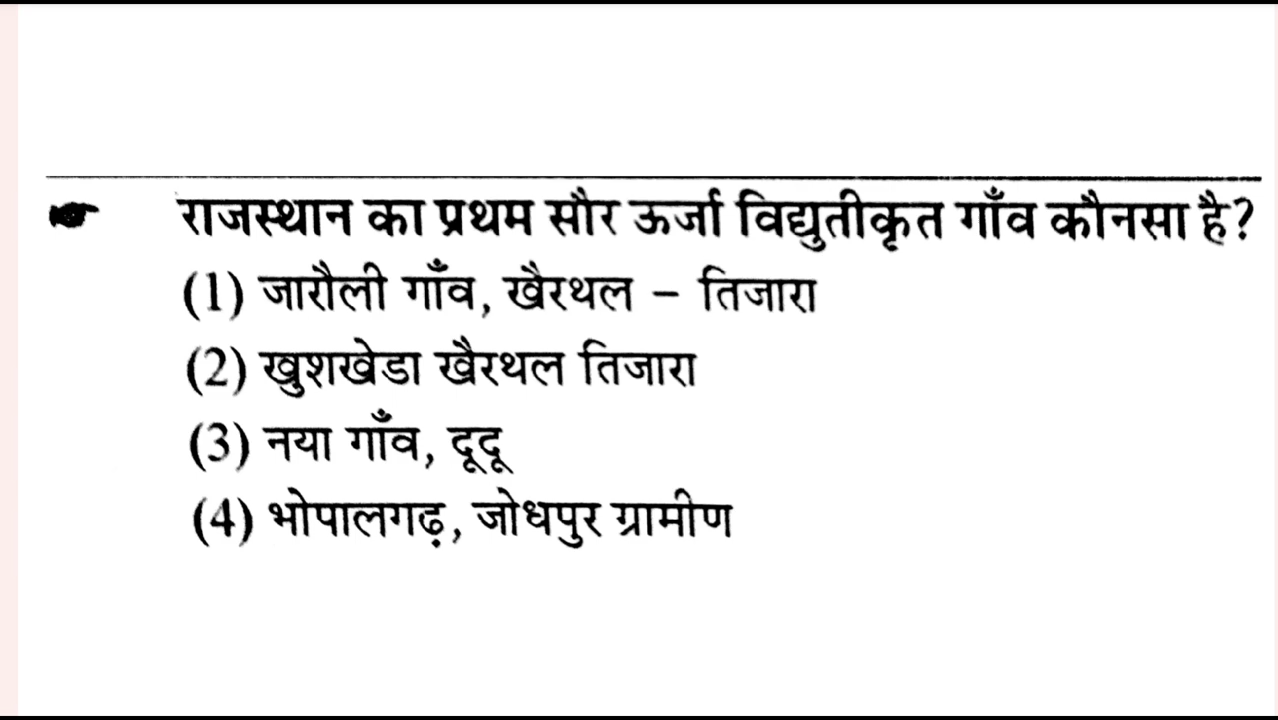 राजस्थान का प्रथम सौर ऊर्जा विद्युतीकृत गाँव कौनसा है?
(1) जारौली गाँव, खैरथल – तिजारा
(2) खुशखेडा खैरथल तिजारा
(3) नया गाँव, दूदू
(4) भोपालगढ़, जोधपुर ग्रामीण